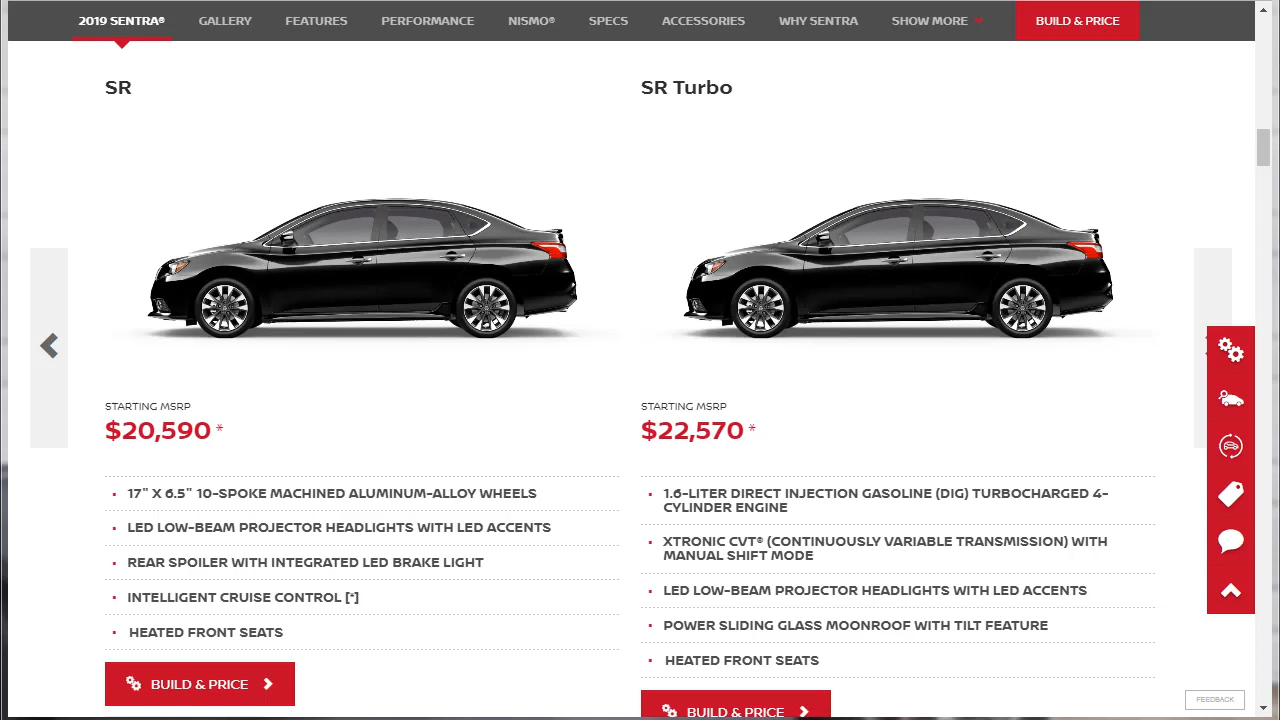 2019 SENTRA® GALLERY FEATURES PERFORMANCE NISMO® SPECS ACCESSORIES WHY SENTRA SHOW MORE BUILD & PRICE
SR
STARTING MSRP
$20,590 *
17" X 6.5" 10-SPOKE MACHINED ALUMINUM-ALLOY WHEELS
LED LOW-BEAM PROJECTOR HEADLIGHTS WITH LED ACCENTS
REAR SPOILER WITH INTEGRATED LED BRAKE LIGHT
INTELLIGENT CRUISE CONTROL [*]
HEATED FRONT SEATS
BUILD & PRICE
SR Turbo
STARTING MSRP
$22,570 *
1.6-LITER DIRECT INJECTION GASOLINE (DIG) TURBOCHARGED 4-
CYLINDER ENGINE
XTRONIC CVT® (CONTINUOUSLY VARIABLE TRANSMISSION) WITH
MANUAL SHIFT MODE
LED LOW-BEAM PROJECTOR HEADLIGHTS WITH LED ACCENTS
POWER SLIDING GLASS MOONROOF WITH TILT FEATURE
HEATED FRONT SEATS
BUILD & PRICE
FEEDBACK